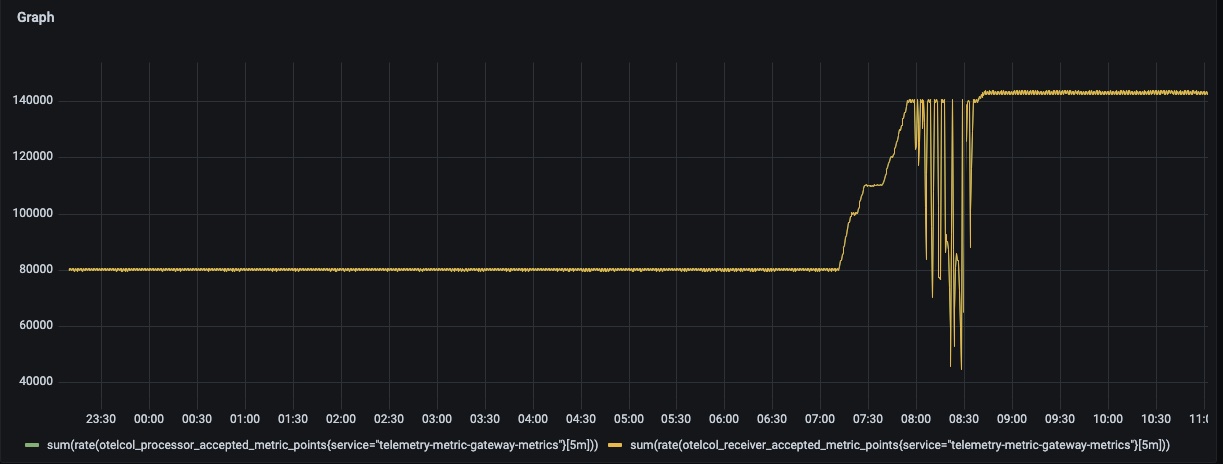 Graph
140000
120000
100000
80000
60000
40000
23:30 00:00 00:30 01:00 01:30 02:00 02:30 03:00 03:30 04:00 04:30 05:00 05:30 06:00 06:30 07:00 07:30 08:00 08:30 09:00 09:30 10:00 10:30 11:0
sum(rate(otelcol_processor_accepted_metric_points{service="telemetry-metric-gateway-metrics"}[5m])) sum(rate(otelcol_receiver_accepted_metric_points{service="telemetry-metric-gateway-metrics"}[5m]))